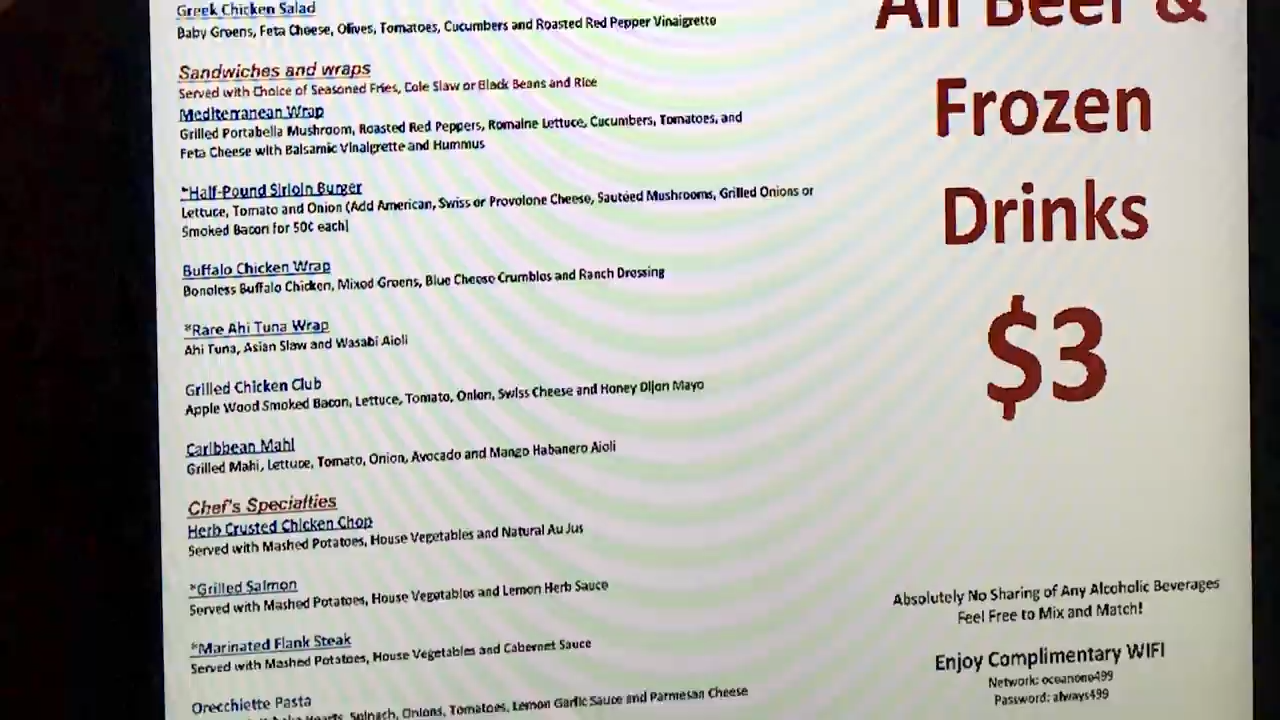 Greek Chicken Salad
Baby Greens, Feta Cheese, Olives, Tomatoes, Cucumbers and Roasted Red Pepper Vinaigrette
Sandwiches and wraps
Served with Choice of Seasoned Fries, Cole Slaw or Black Beans and Rice
Mediterranean Wrap
Grilled Portabella Mushroom, Roasted Red Peppers, Romaine Lettuce, Cucumbers, Tomatoes, and
Feta Cheese with Balsamic Vinaigrette and Hummus
*Half-Pound Sirloin Burger
Lettuce, Tomato and Onion (Add American, Swiss or Provolone Cheese, Sautéed Mushrooms, Grilled Onions or
Smoked Bacon for 50¢ each)
Buffalo Chicken Wrap
Boneless Buffalo Chicken, Mixed Greens, Blue Cheese Crumbles and Ranch Dressing
*Rare Ahi Tuna Wrap
Ahi Tuna, Asian Slaw and Wasabi Aioli
Grilled Chicken Club
Apple Wood Smoked Bacon, Lettuce, Tomato, Onion, Swiss Cheese and Honey Dijon Mayo
Caribbean Mahi
Grilled Mahi, Lettuce, Tomato, Onion, Avocado and Mango Habanero Aioli
Chef's Specialties
Herb Crusted Chicken Chop
Served with Mashed Potatoes, House Vegetables and Natural Au Jus
*Grilled Salmon
Served with Mashed Potatoes, House Vegetables and Lemon Herb Sauce
*Marinated Flank Steak
Served with Mashed Potatoes, House Vegetables and Cabernet Sauce
Orecchiette Pasta
Hearts, Spinach, Onions, Tomatoes, Lemon Garlic Sauce and Parmesan Cheese
All Beer &
Frozen
Drinks
$3
Absolutely No Sharing of Any Alcoholic Beverages
Feel Free to Mix and Match!
Enjoy Complimentary WIFI
Network: oceanone499
Password: always499